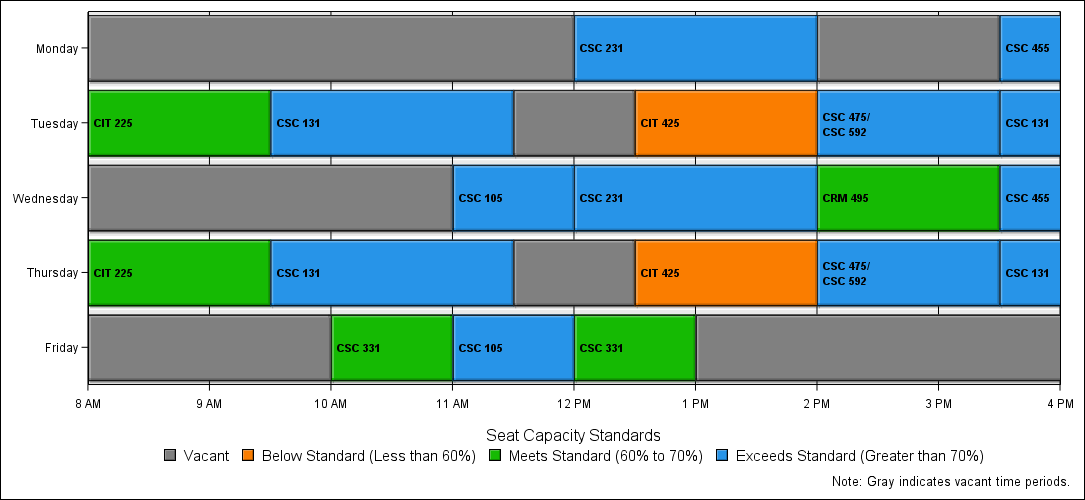 Monday
CSC 231
CSC 455
Tuesday
CIT 225
CSC 131
CIT 425
CSC 475/
CSC 592
CSC 131
Wednesday
CSC 105
CSC 231
CRM 495
CSC 455
Thursday
CIT 225
CSC 131
CIT 425
CSC 475/
CSC 592
CSC 131
Friday
CSC 331
CSC 105
CSC 331
8 AM 9 AM 10 AM 11 AM 12 PM 1 PM 2 PM 3 PM 4 PM
Seat Capacity Standards
Vacant Below Standard (Less than 60%) Meets Standard (60% to 70%) Exceeds Standard (Greater than 70%)
Note: Gray indicates vacant time periods.